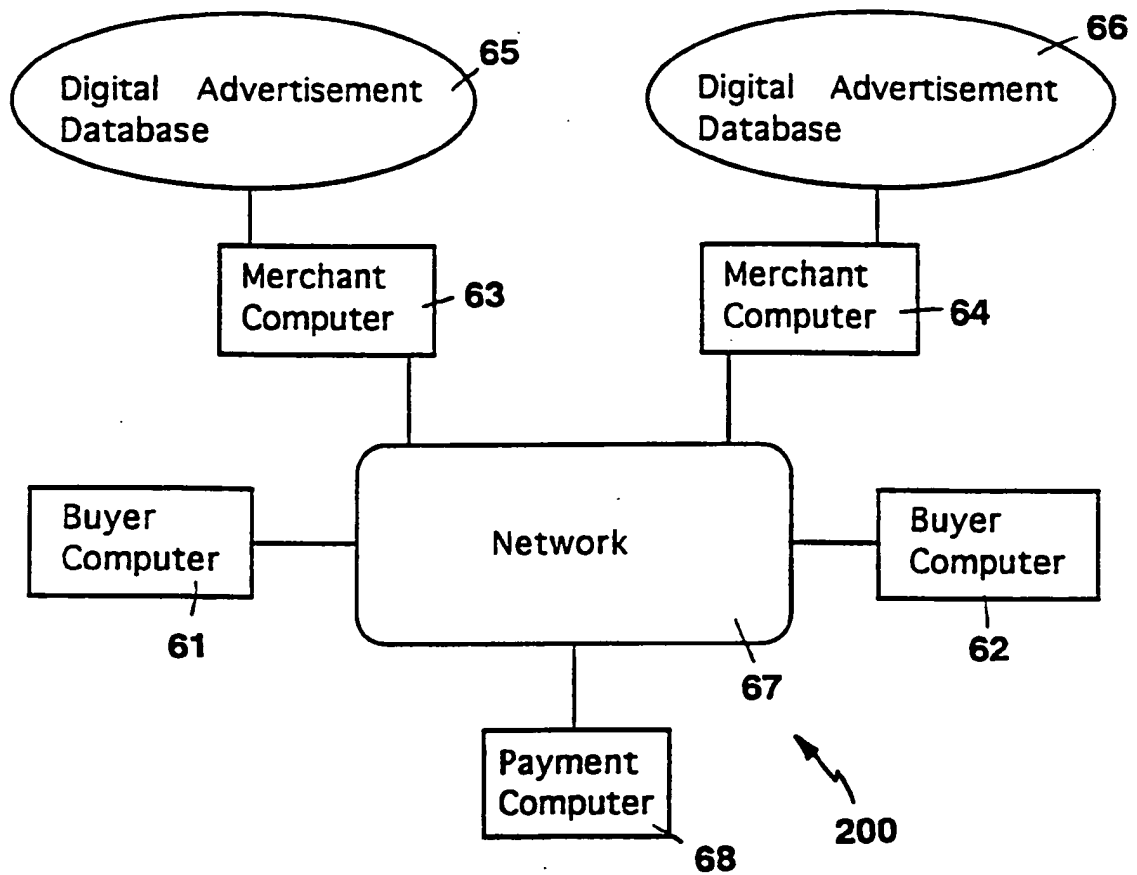 65
Digital Advertisement
Database
66
Digital Advertisement
Database
Merchant
Computer
63
Merchant
Computer
64
Buyer
Computer
61
Network
67
Buyer
Computer
62
Payment
Computer
68
200